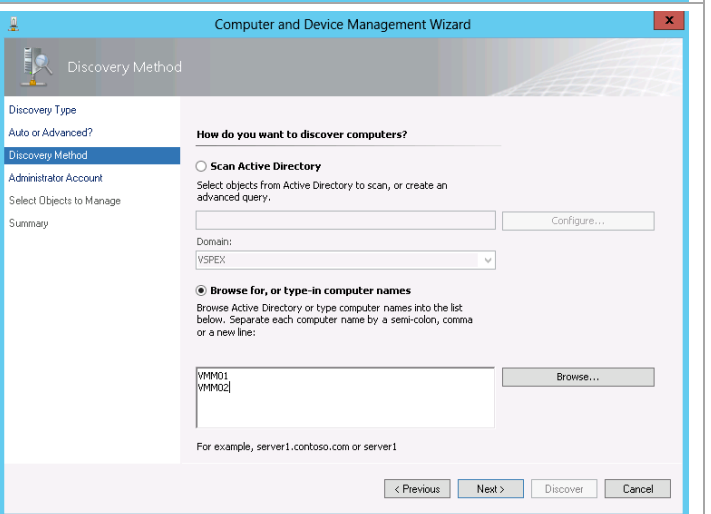 Computer and Device Management Wizard
x
Discovery Method
Discovery Type
Auto or Advanced?
Discovery Method
Administrator Account
Select Objects to Manage
Summary
How do you want to discover computers?
Scan Active Directory
Select objects from Active Directory to scan, or create an
advanced query.
Configure...
Domain:
VSPEX
Browse for, or type-in computer names
Browse Active Directory or type computer names into the list
below. Separate each computer name by a semi-colon, comma
or a new line:
VMM01
VMM02
Browse...
For example, server1.contoso.com or server1
< Previous
Next >
Discover
Cancel